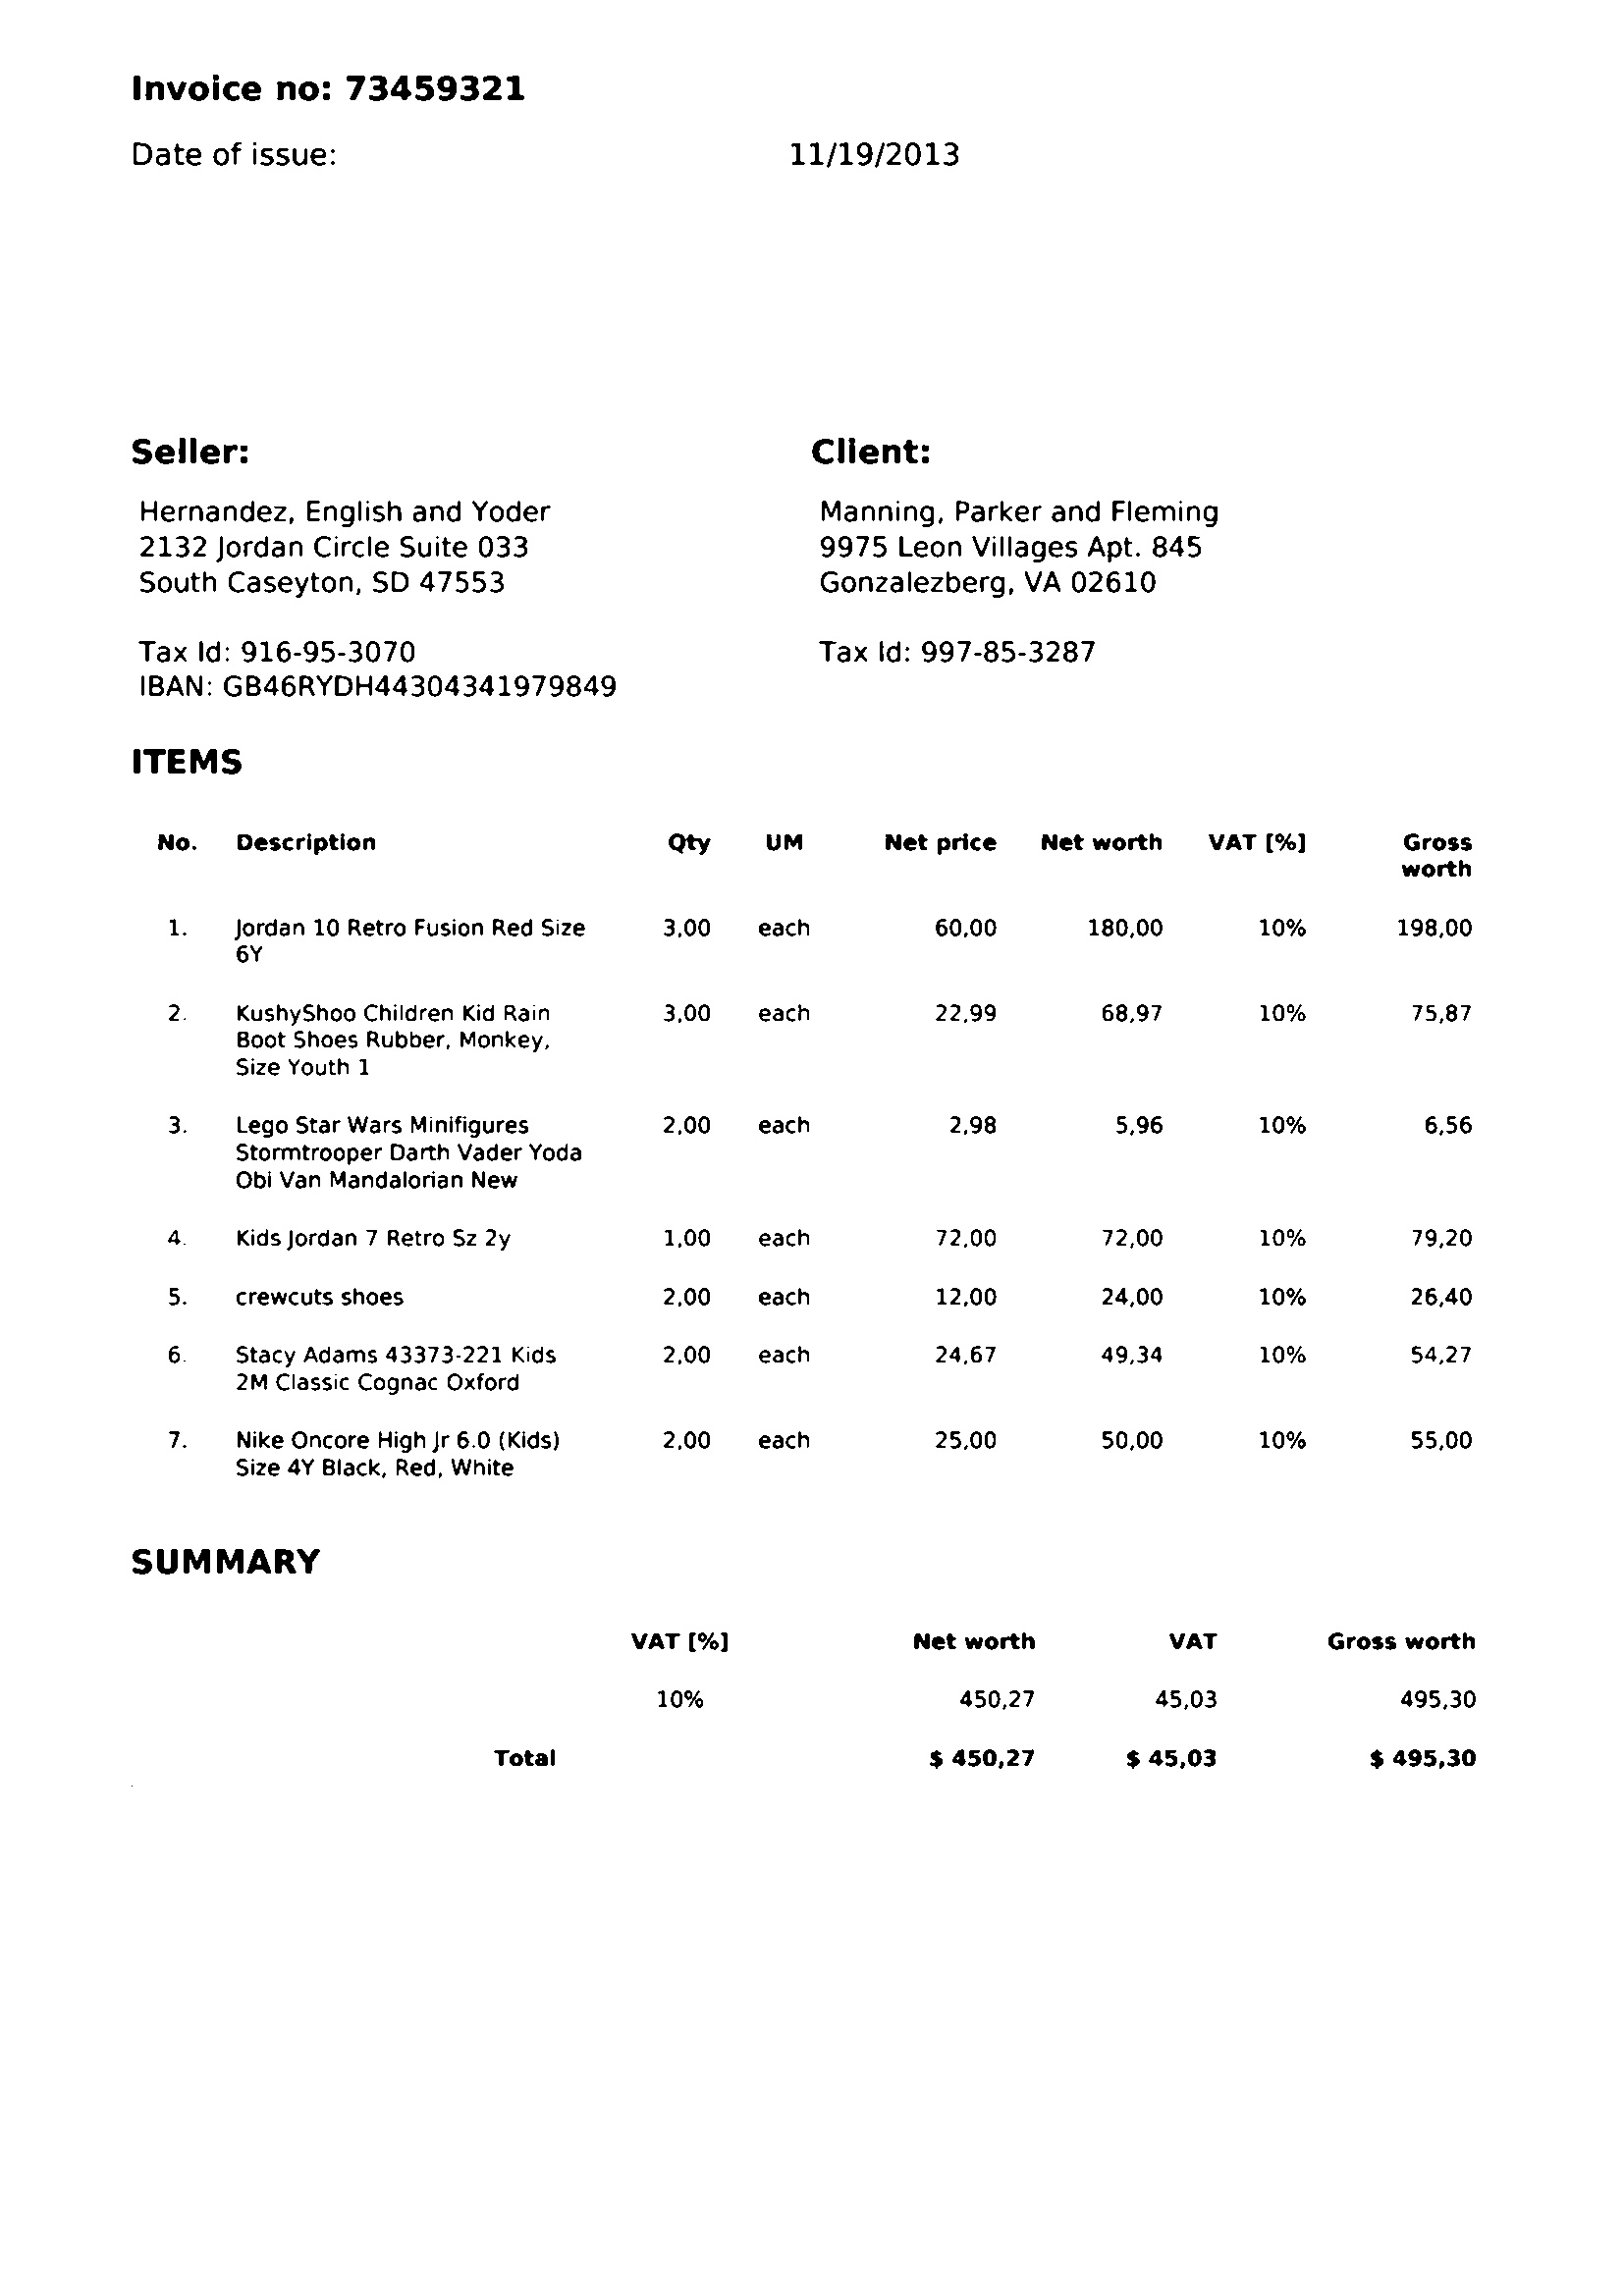 Invoice no: 73459321
Date of issue: 11/19/2013
Seller: Client:
Hernandez, English and Yoder Manning, Parker and Fleming
2132 Jordan Circle Suite 033 9975 Leon Villages Apt. 845
South Caseyton, SD 47553 Gonzalezberg, VA 02610
Tax Id: 916-95-3070 Tax Id: 997-85-3287
IBAN: GB46RYDH44304341979849
ITEMS
No. Description Qty UM Net price Net worth VAT [%] Gross
worth
1. Jordan 10 Retro Fusion Red Size 3,00 each 60,00 180,00 10% 198,00
6Y
2. KushyShoo Children Kid Rain 3,00 each 22,99 68,97 10% 75,87
Boot Shoes Rubber, Monkey,
Size Youth 1
3. Lego Star Wars Minifigures 2,00 each 2,98 5,96 10% 6,56
Stormtrooper Darth Vader Yoda
Obi Van Mandalorian New
4. Kids Jordan 7 Retro Sz 2y 1,00 each 72,00 72,00 10% 79,20
5. crewcuts shoes 2,00 each 12,00 24,00 10% 26,40
6. Stacy Adams 43373-221 Kids 2,00 each 24,67 49,34 10% 54,27
2M Classic Cognac Oxford
7. Nike Oncore High Jr 6.0 (Kids) 2,00 each 25,00 50,00 10% 55,00
Size 4Y Black, Red, White
SUMMARY
VAT [%] Net worth VAT Gross worth
10% 450,27 45,03 495,30
Total $ 450,27 $ 45,03 $ 495,30